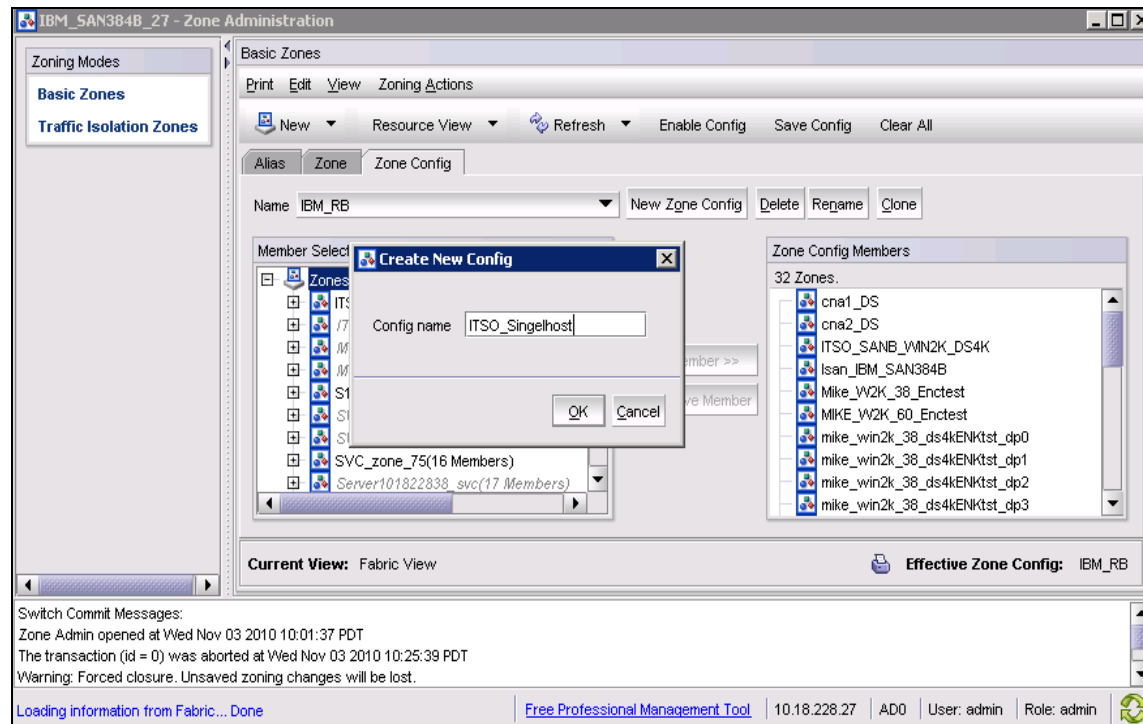 IBM_SAN384B_27 - Zone Administration
Zoning Modes
Basic Zones
Traffic Isolation Zones
Basic Zones
Print Edit View Zoning Actions
New Resource View Refresh Enable Config Save Config Clear All
Alias Zone Zone Config
Name IBM_RB New Zone Config Delete Rename Clone
Member Select
Zones
S1
SVC_zone_75(16 Members)
Server101822838_svc(17 Members)
Create New Config
Config name ITSO_Singelhost
OK Cancel
mber >>
ve Member
Zone Config Members
32 Zones.
cna1_DS
cna2_DS
ITSO_SANB_WIN2K_DS4K
lsan_IBM_SAN384B
Mike_W2K_38_Enctest
MIKE_W2K_60_Enctest
mike_win2k_38_ds4kENKtst_dp0
mike_win2k_38_ds4kENKtst_dp1
mike_win2k_38_ds4kENKtst_dp2
mike_win2k_38_ds4kENKtst_dp3
Current View: Fabric View Effective Zone Config: IBM_RB
Switch Commit Messages:
Zone Admin opened at Wed Nov 03 2010 10:01:37 PDT
The transaction (id = 0) was aborted at Wed Nov 03 2010 10:25:39 PDT
Warning: Forced closure. Unsaved zoning changes will be lost.
Loading information from Fabric... Done Free Professional Management Tool 10.18.228.27 AD0 User: admin Role: admin